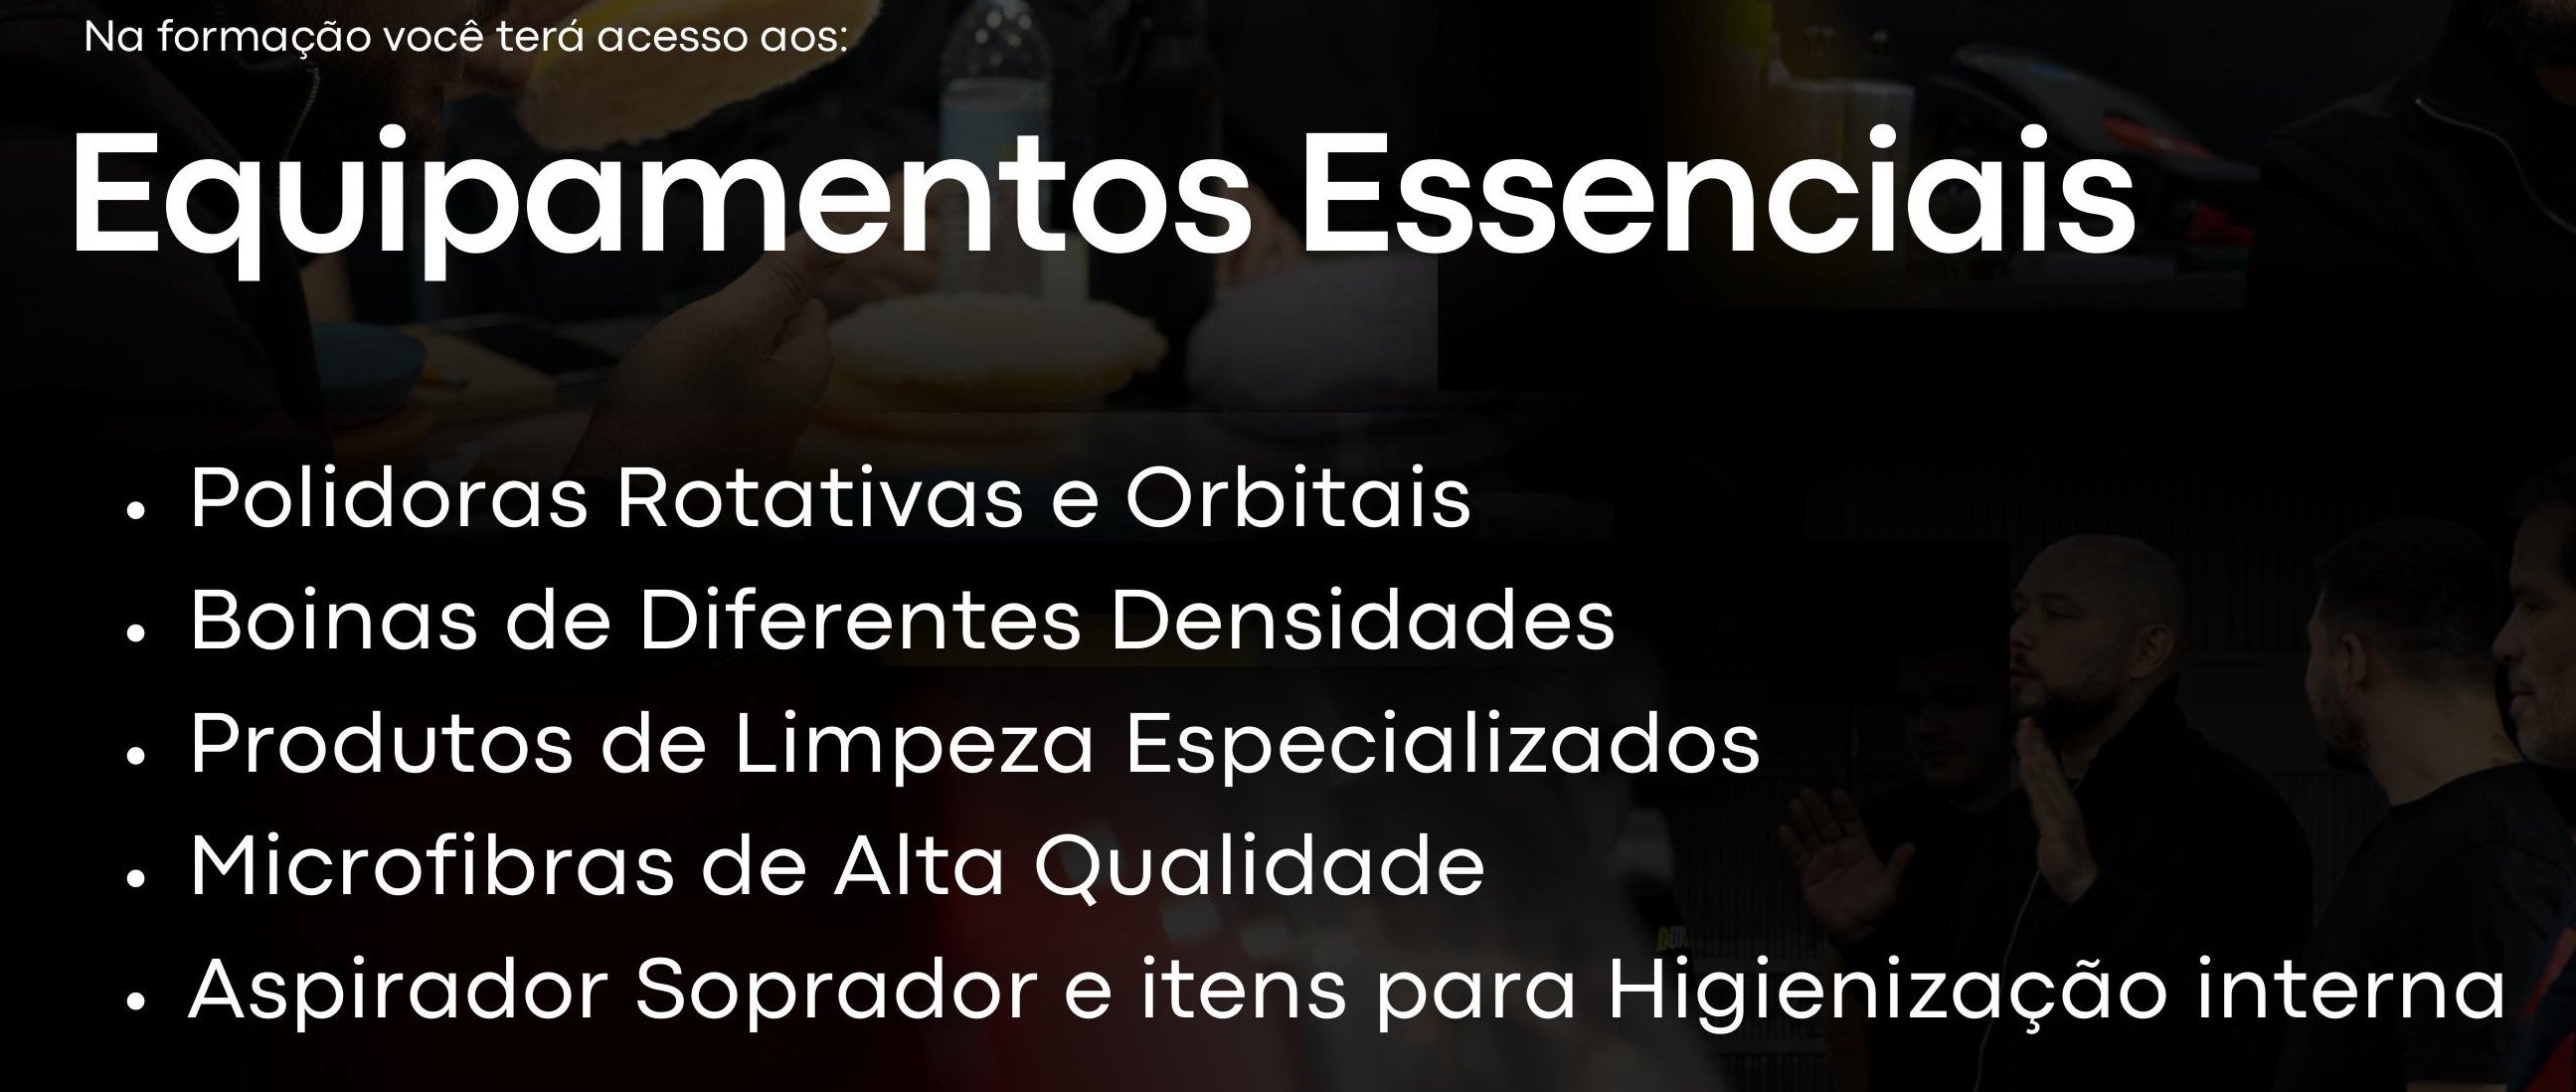 Na formação você terá acesso aos:
Equipamentos Essenciais
• Polidoras Rotativas e Orbitais
• Boinas de Diferentes Densidades
• Produtos de Limpeza Especializados
• Microfibras de Alta Qualidade
• Aspirador Soprador e itens para Higienização interna